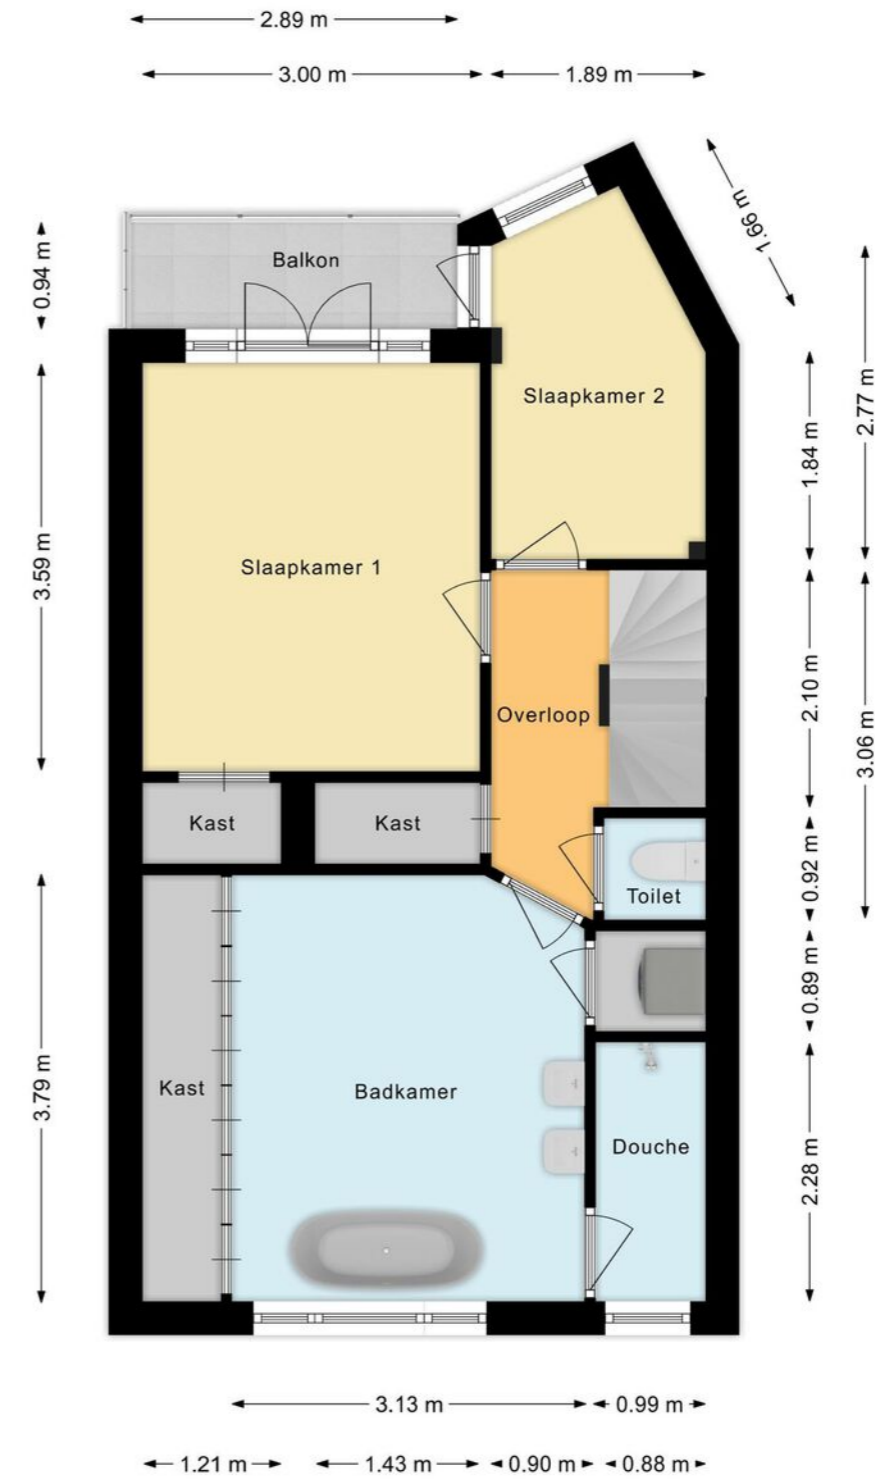 2.89 m
3.00 m
1.89 m
1.66 m
0.94 m
Balkon
2.77 m
Slaapkamer 2
1.84 m
3.59 m
Slaapkamer 1
2.10 m
Overloop
3.06 m
Kast
Kast
0.92 m
Toilet
0.89 m
3.79 m
Kast
Badkamer
Douche
2.28 m
3.13 m
0.99 m
1.21 m
1.43 m
0.90 m
0.88 m